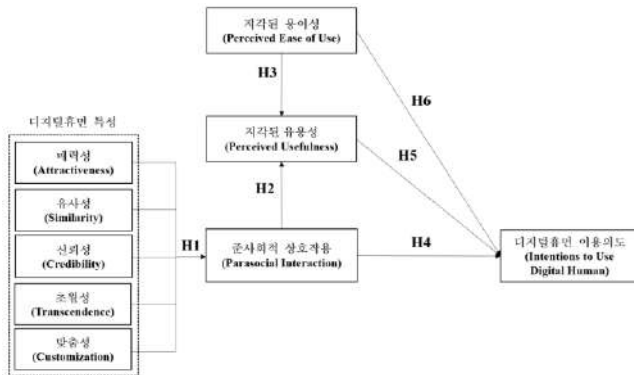 지각된 용이성
(Perceived Ease of Use)
H3
H6
디지털휴먼 특성
지각된 유용성
(Perceived Usefulness)
매력성
(Attractiveness)
H5
H2
유사성
(Similarity)
H1
신뢰성
(Credibility)
준사회적 상호작용
(Parasocial Interaction)
H4
디지털휴먼 이용의도
(Intentions to Use
Digital Human)
초월성
(Transcendence)
맞춤성
(Customization)